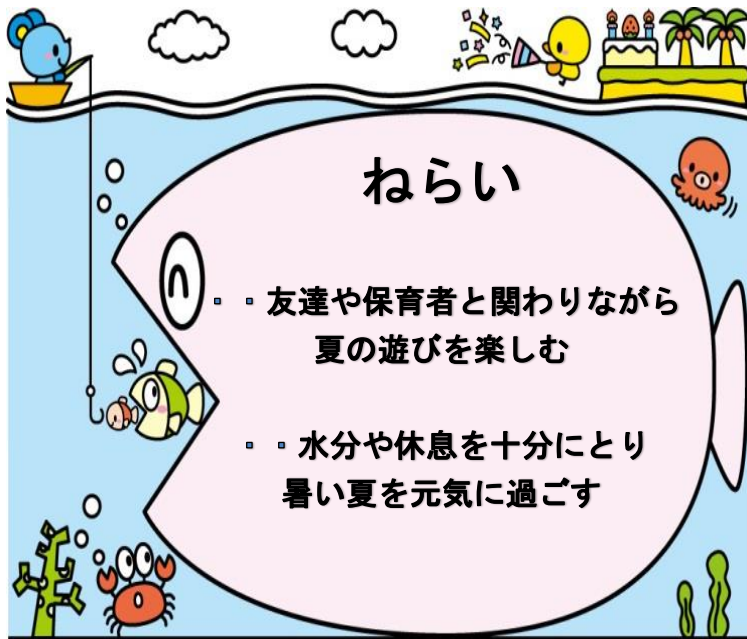 ねらい
・・友達や保育者と関わりながら
夏の遊びを楽しむ
・・水分や休息を十分にとり
暑い夏を元気に過ごす